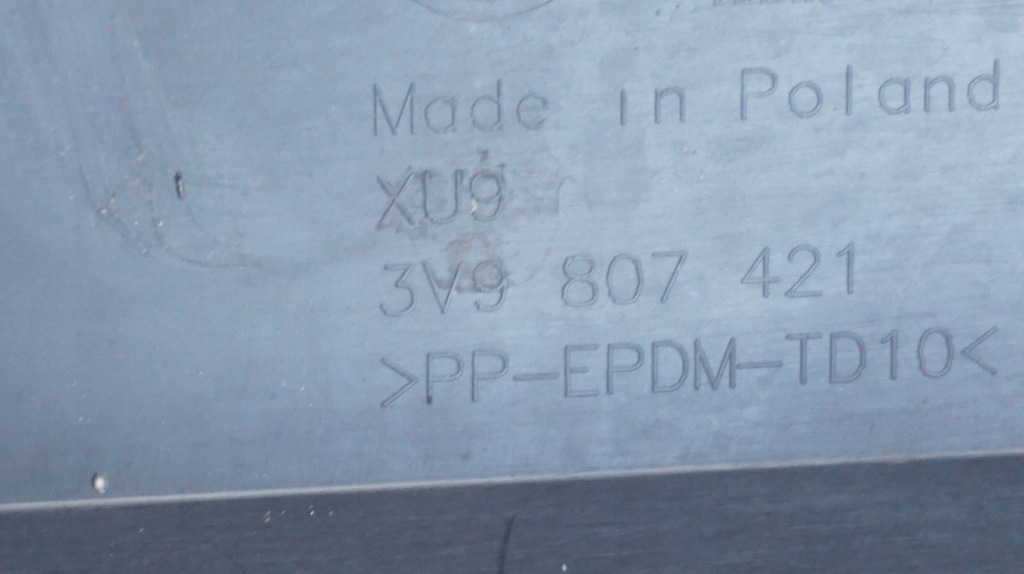 Made in Poland
XU9
3V9 807 421
>PP-EPDM-TD10<